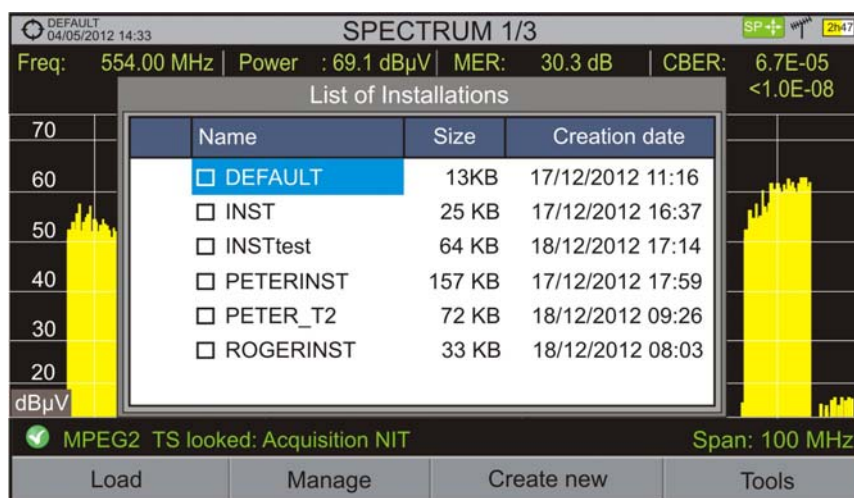 DEFAULT
04/05/2012 14:33
SPECTRUM 1/3
SP
2h47
Freq: 554.00 MHz Power : 69.1 dBµV MER: 30.3 dB CBER: 6.7E-05
<1.0E-08
List of Installations
Name Size Creation date
DEFAULT 13KB 17/12/2012 11:16
INST 25 KB 17/12/2012 16:37
INSTtest 64 KB 18/12/2012 17:14
PETERINST 157 KB 17/12/2012 17:59
PETER_T2 72 KB 18/12/2012 09:26
ROGERINST 33 KB 18/12/2012 08:03
70
60
50
40
30
20
dBµV
MPEG2 TS looked: Acquisition NIT Span: 100 MHz
Load Manage Create new Tools